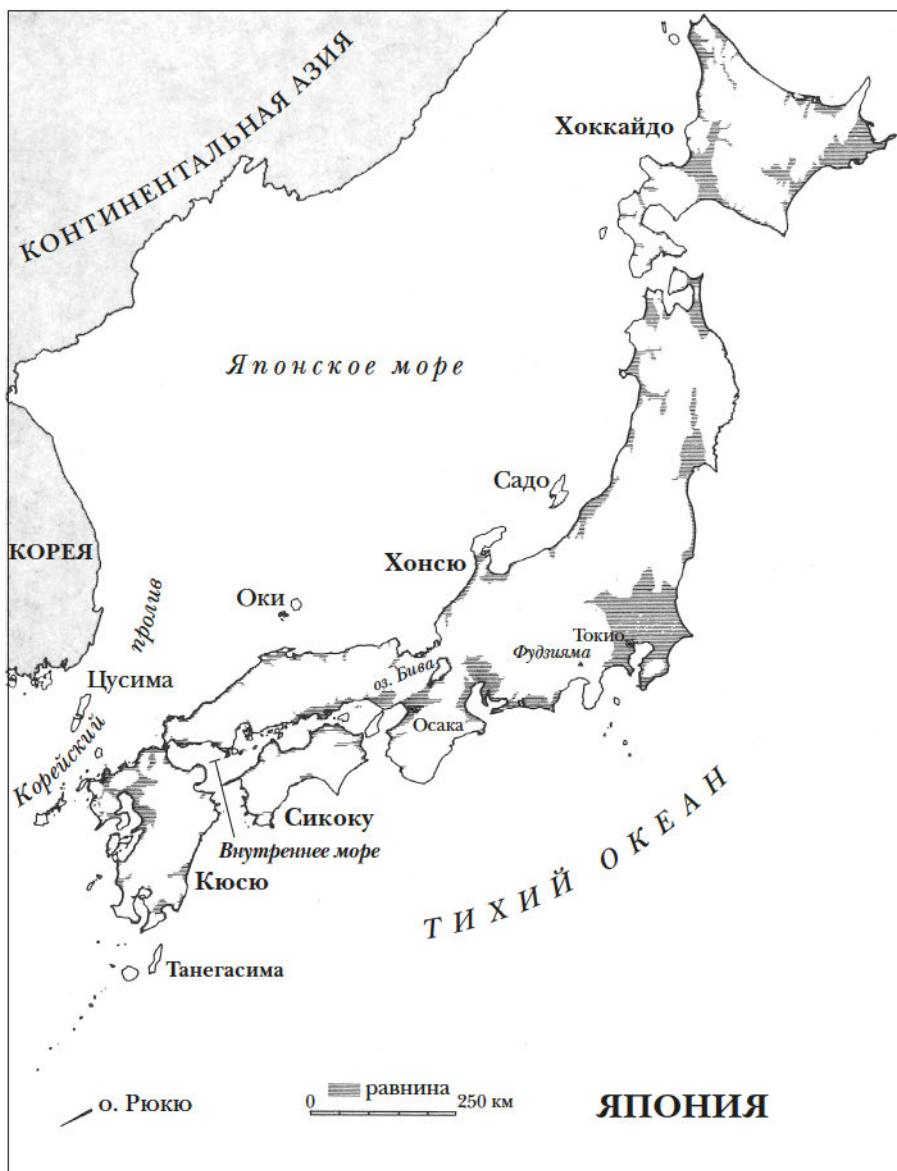 КОНТИНЕНТАЛЬНАЯ АЗИЯ
Хоккайдо
Японское море
Садо
КОРЕЯ
Хонсю
Оки
пролив
Токио
Фудзияма
Цусима
оз. Бива
Осака
Корейский
Сикоку
Внутреннее море
Кюсю
ТИХИЙ ОКЕАН
Танегасима
равнина
0 250 км
о. Рюкю
ЯПОНИЯ